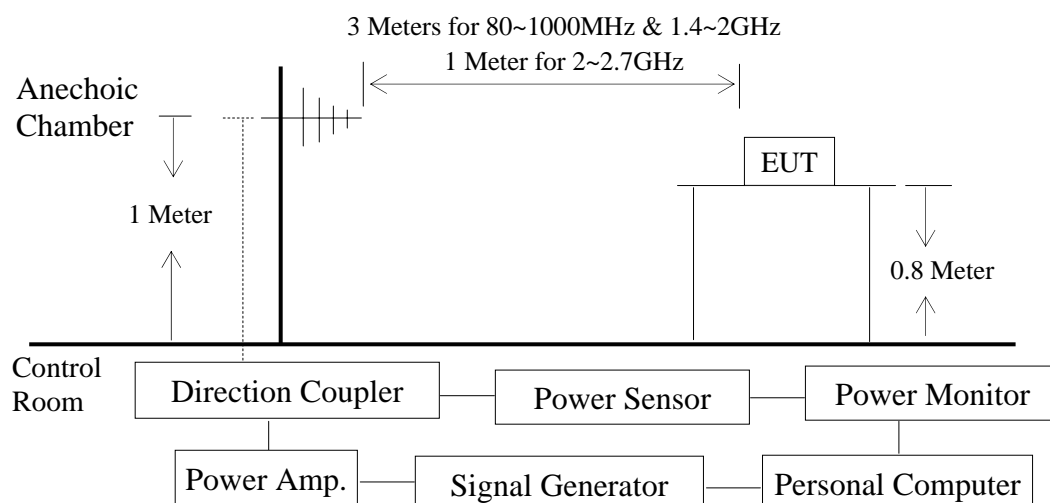 3 Meters for 80~1000MHz & 1.4~2GHz
1 Meter for 2~2.7GHz
Anechoic
Chamber
EUT
1 Meter
0.8 Meter
Control
Room
Direction Coupler
Power Sensor
Power Monitor
Power Amp.
Signal Generator
Personal Computer